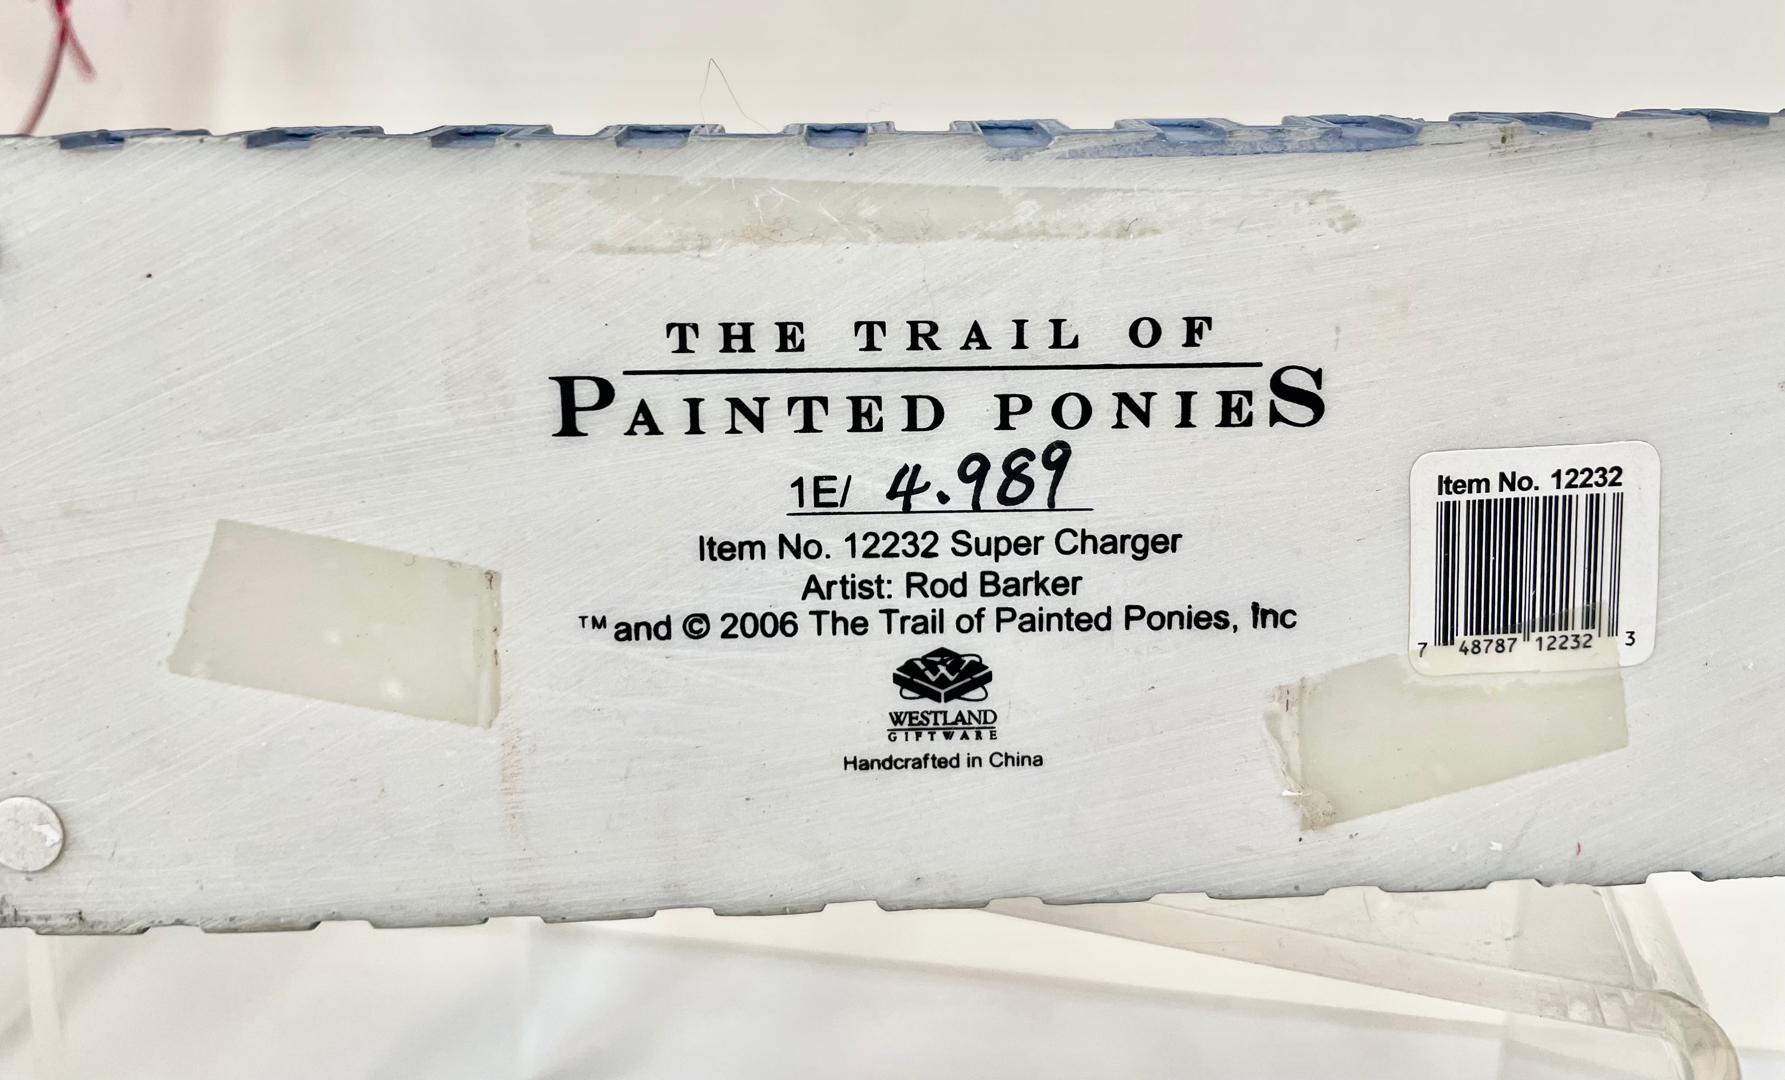 THE TRAIL OF
PAINTED PONIES
1E/ 4.989
Item No. 12232 Super Charger
Artist: Rod Barker
™ and © 2006 The Trail of Painted Ponies, Inc
W
WESTLAND
GIFTWARE
Handcrafted in China
Item No. 12232
7 48787 12232 3